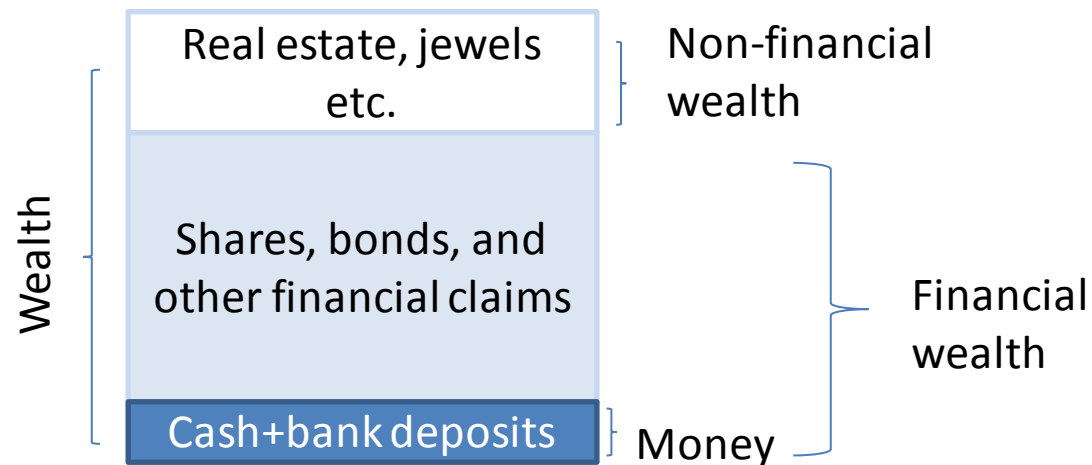 Wealth
Real estate, jewels
etc.
Non-financial
wealth
Shares, bonds, and
other financial claims
Financial
wealth
Cash+bank deposits
Money